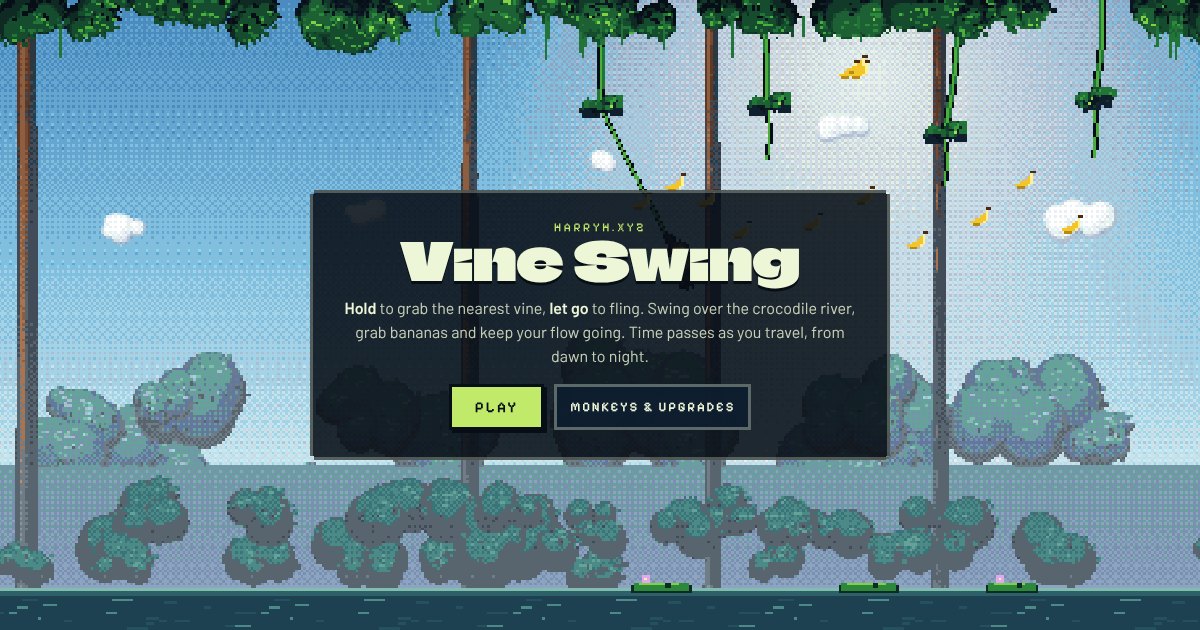 HARRYH.XYZ
Vine Swing
Hold to grab the nearest vine, let go to fling. Swing over the crocodile river,
grab bananas and keep your flow going. Time passes as you travel, from
dawn to night.
PLAY
MONKEYS & UPGRADES